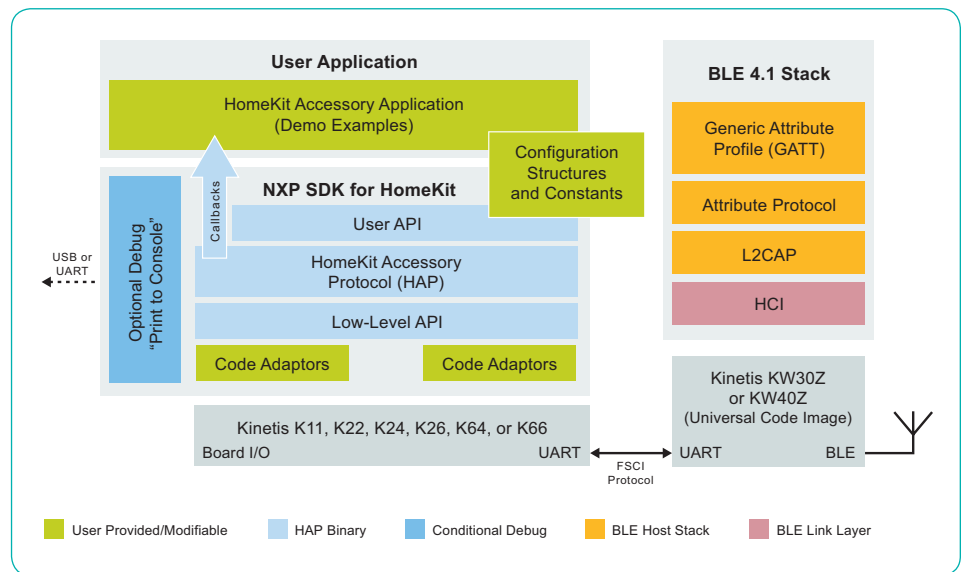 User Application
HomeKit Accessory Application
(Demo Examples)
Configuration
Structures
and Constants
NXP SDK for HomeKit
Callbacks
User API
HomeKit Accessory
Protocol (HAP)
Low-Level API
Code Adaptors
Code Adaptors
Optional Debug
“Print to Console”
USB or
UART
Kinetis K11, K22, K24, K26, K64, or K66
Board I/O
UART
FSCI
Protocol
BLE 4.1 Stack
Generic Attribute
Profile (GATT)
Attribute Protocol
L2CAP
HCI
Kinetis KW30Z
or KW40Z
(Universal Code Image)
UART
BLE
User Provided/Modifiable
HAP Binary
Conditional Debug
BLE Host Stack
BLE Link Layer